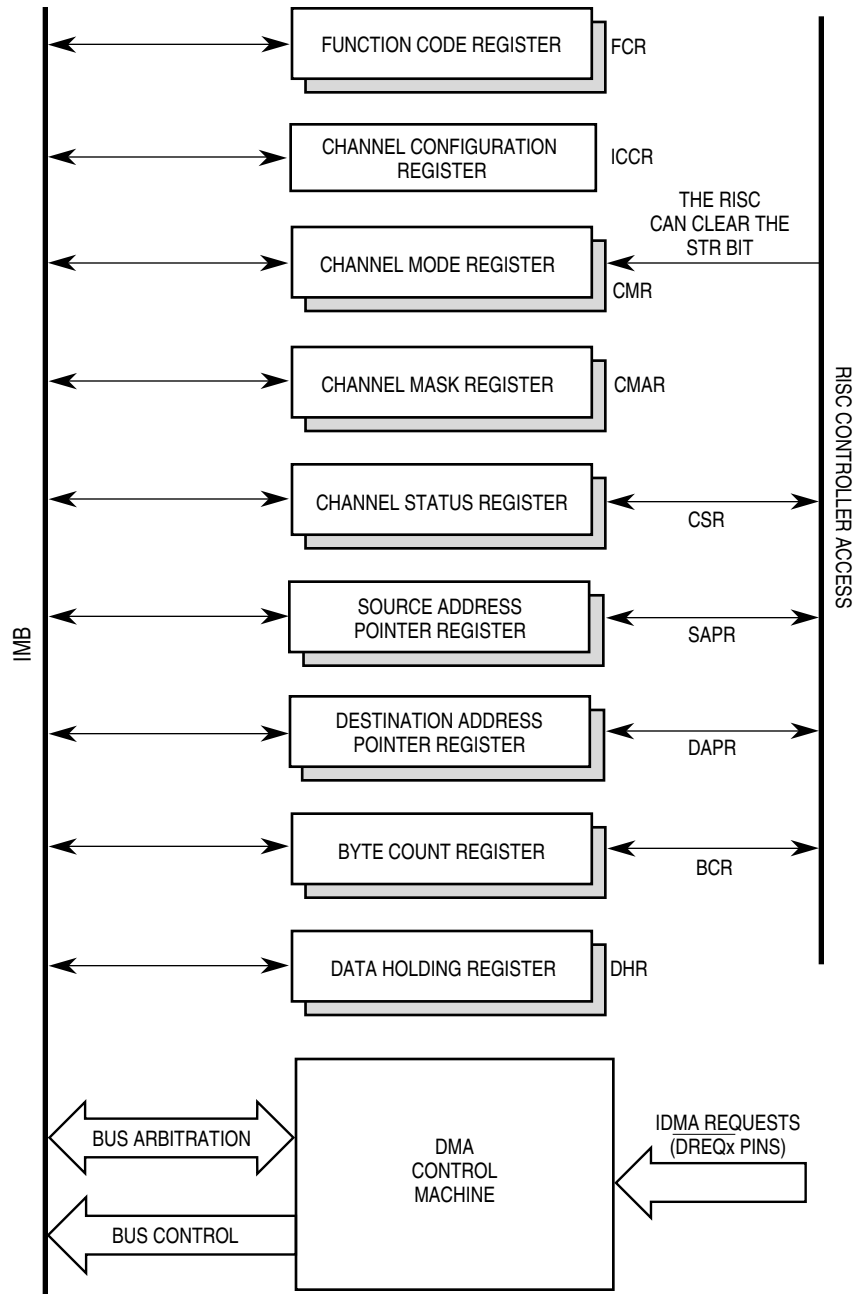 FUNCTION CODE REGISTER
FCR
CHANNEL CONFIGURATION
REGISTER
ICCR
THE RISC
CAN CLEAR THE
STR BIT
CHANNEL MODE REGISTER
CMR
CHANNEL MASK REGISTER
CMAR
CHANNEL STATUS REGISTER
CSR
SOURCE ADDRESS
POINTER REGISTER
SAPR
DESTINATION ADDRESS
POINTER REGISTER
DAPR
BYTE COUNT REGISTER
BCR
DATA HOLDING REGISTER
DHR
IMB
RISC CONTROLLER ACCESS
BUS ARBITRATION
BUS CONTROL
DMA
CONTROL
MACHINE
IDMA REQUESTS
(DREQx PINS)